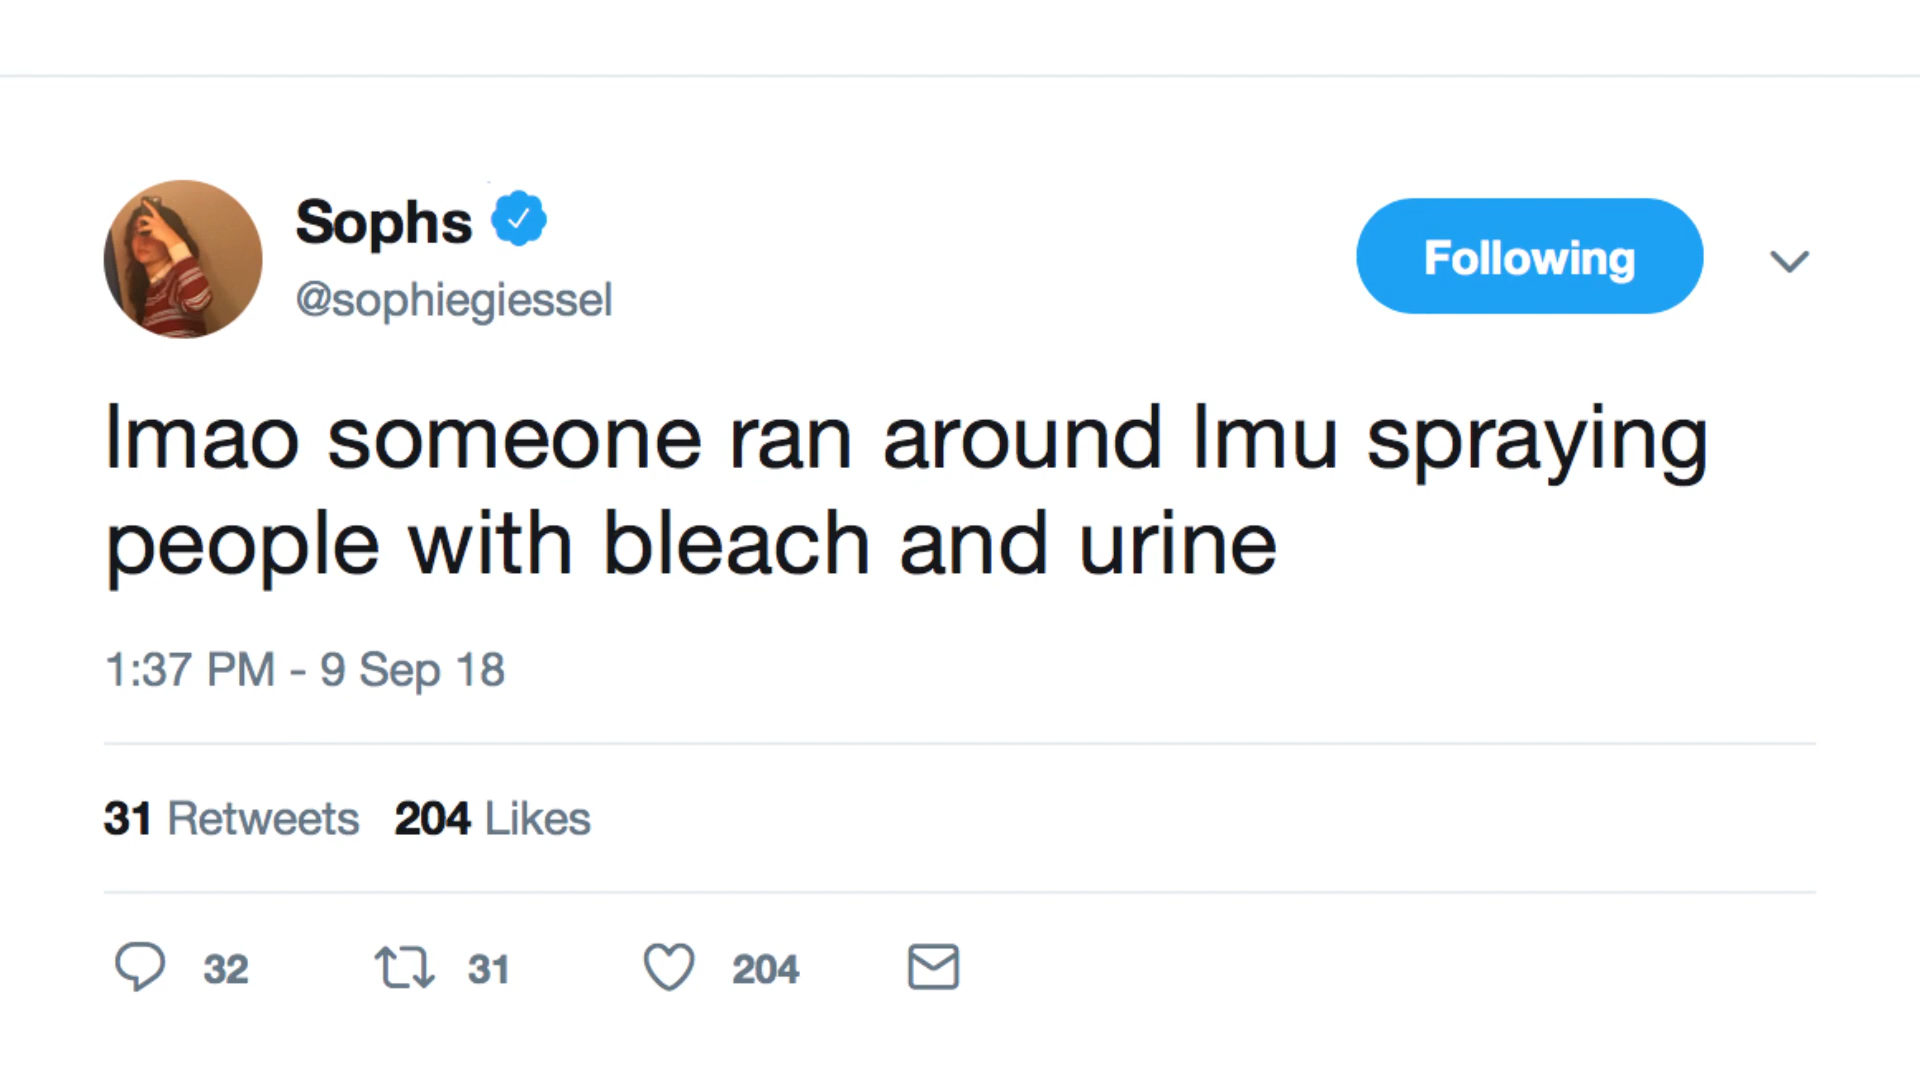 Sophs
@sophiegiessel
Following
lmao someone ran around lmu spraying
people with bleach and urine
1:37 PM - 9 Sep 18
31 Retweets 204 Likes
32 31 204